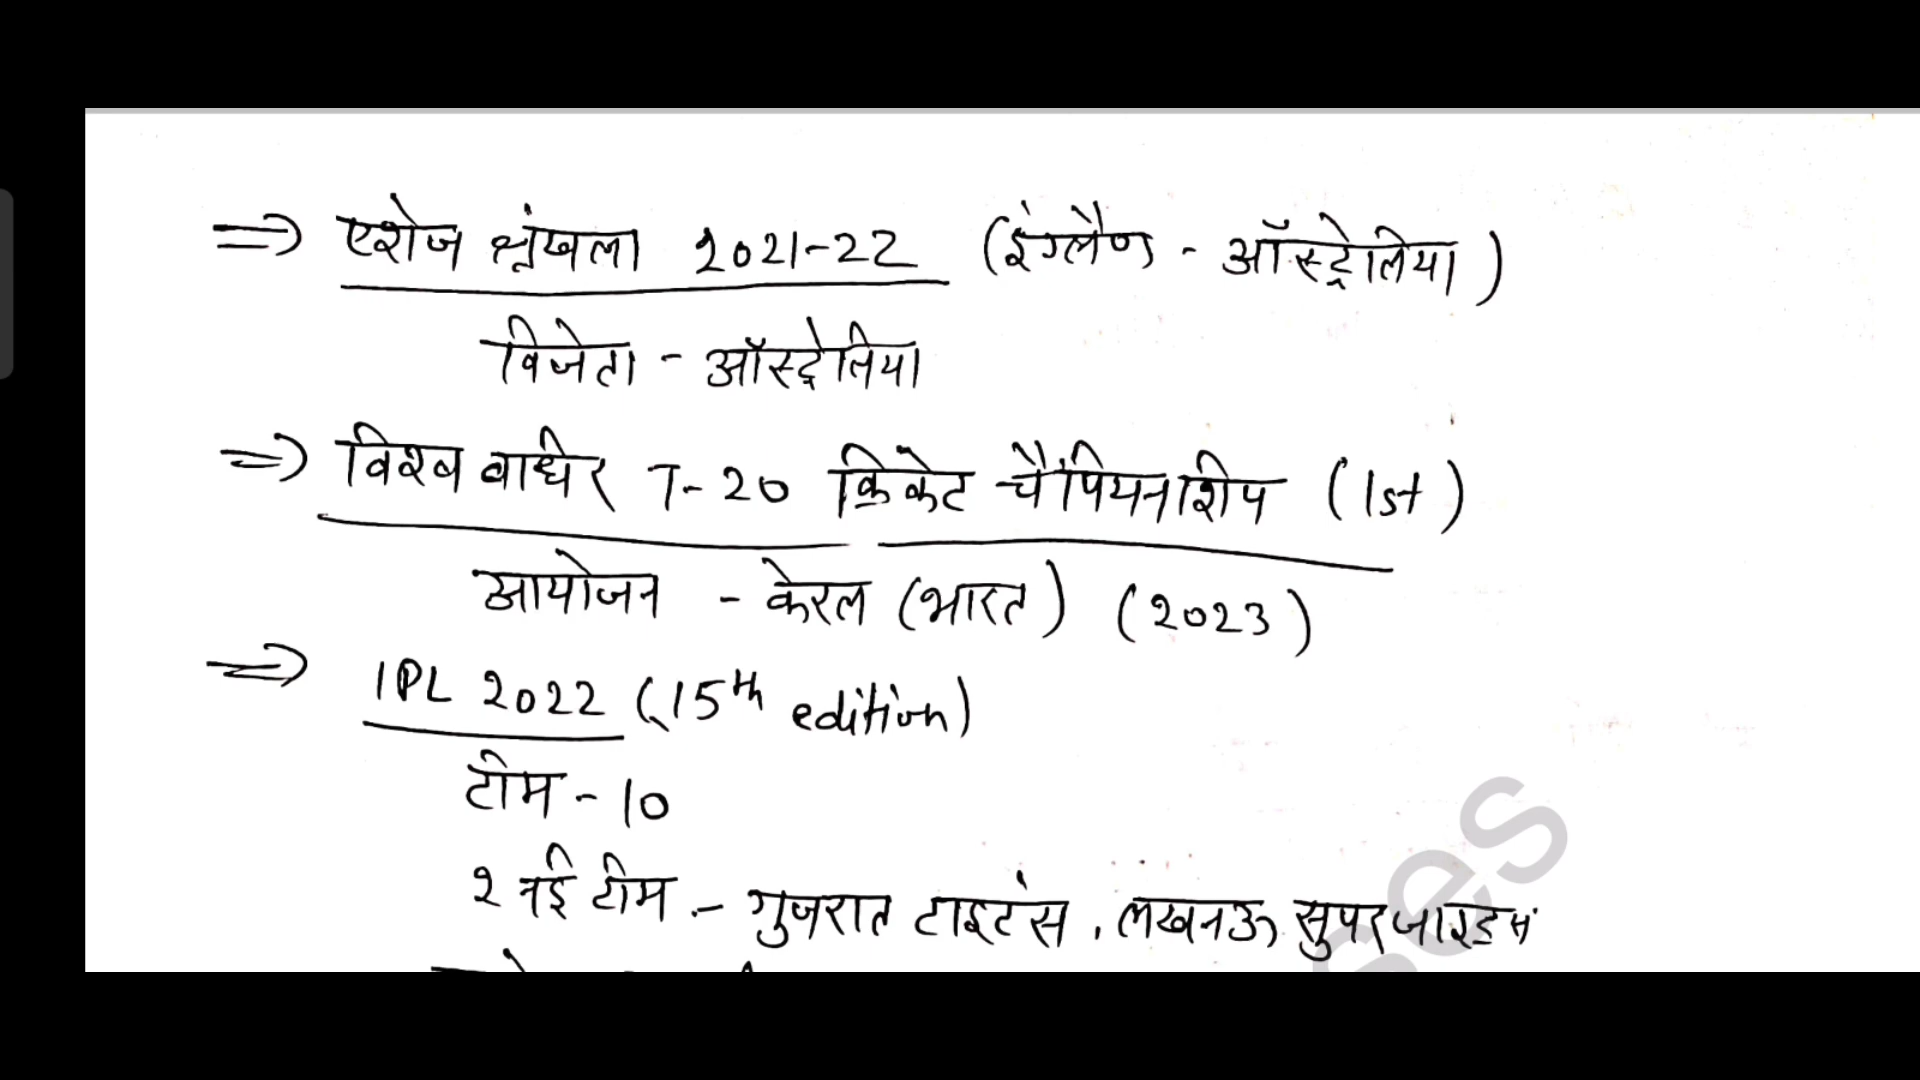 => एशेज श्रृंखला 2021-22 (इंग्लैण्ड - ऑस्ट्रेलिया)
विजेता - ऑस्ट्रेलिया
=> विश्व बाधिर T-20 क्रिकेट चैंपियनशिप (1st)
आयोजन - केरल (भारत) (2023)
=> IPL 2022 (15th edition)
टीम - 10
2 नई टीम - गुजरात टाइटंस, लखनऊ सुपरजाइंट्स
es